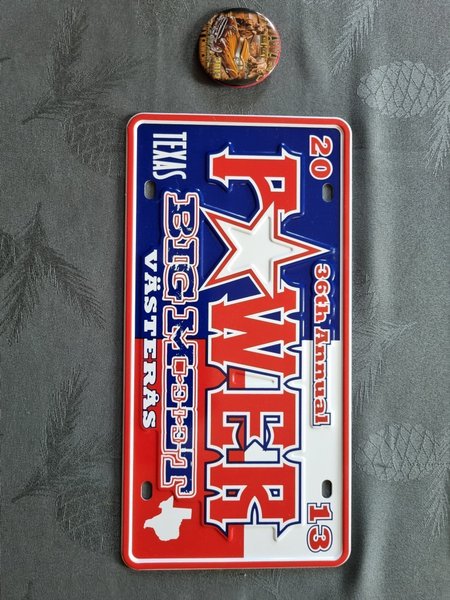 20 36th Annual 13
POWER
BIG MEET
TEXAS VÄSTERÅS